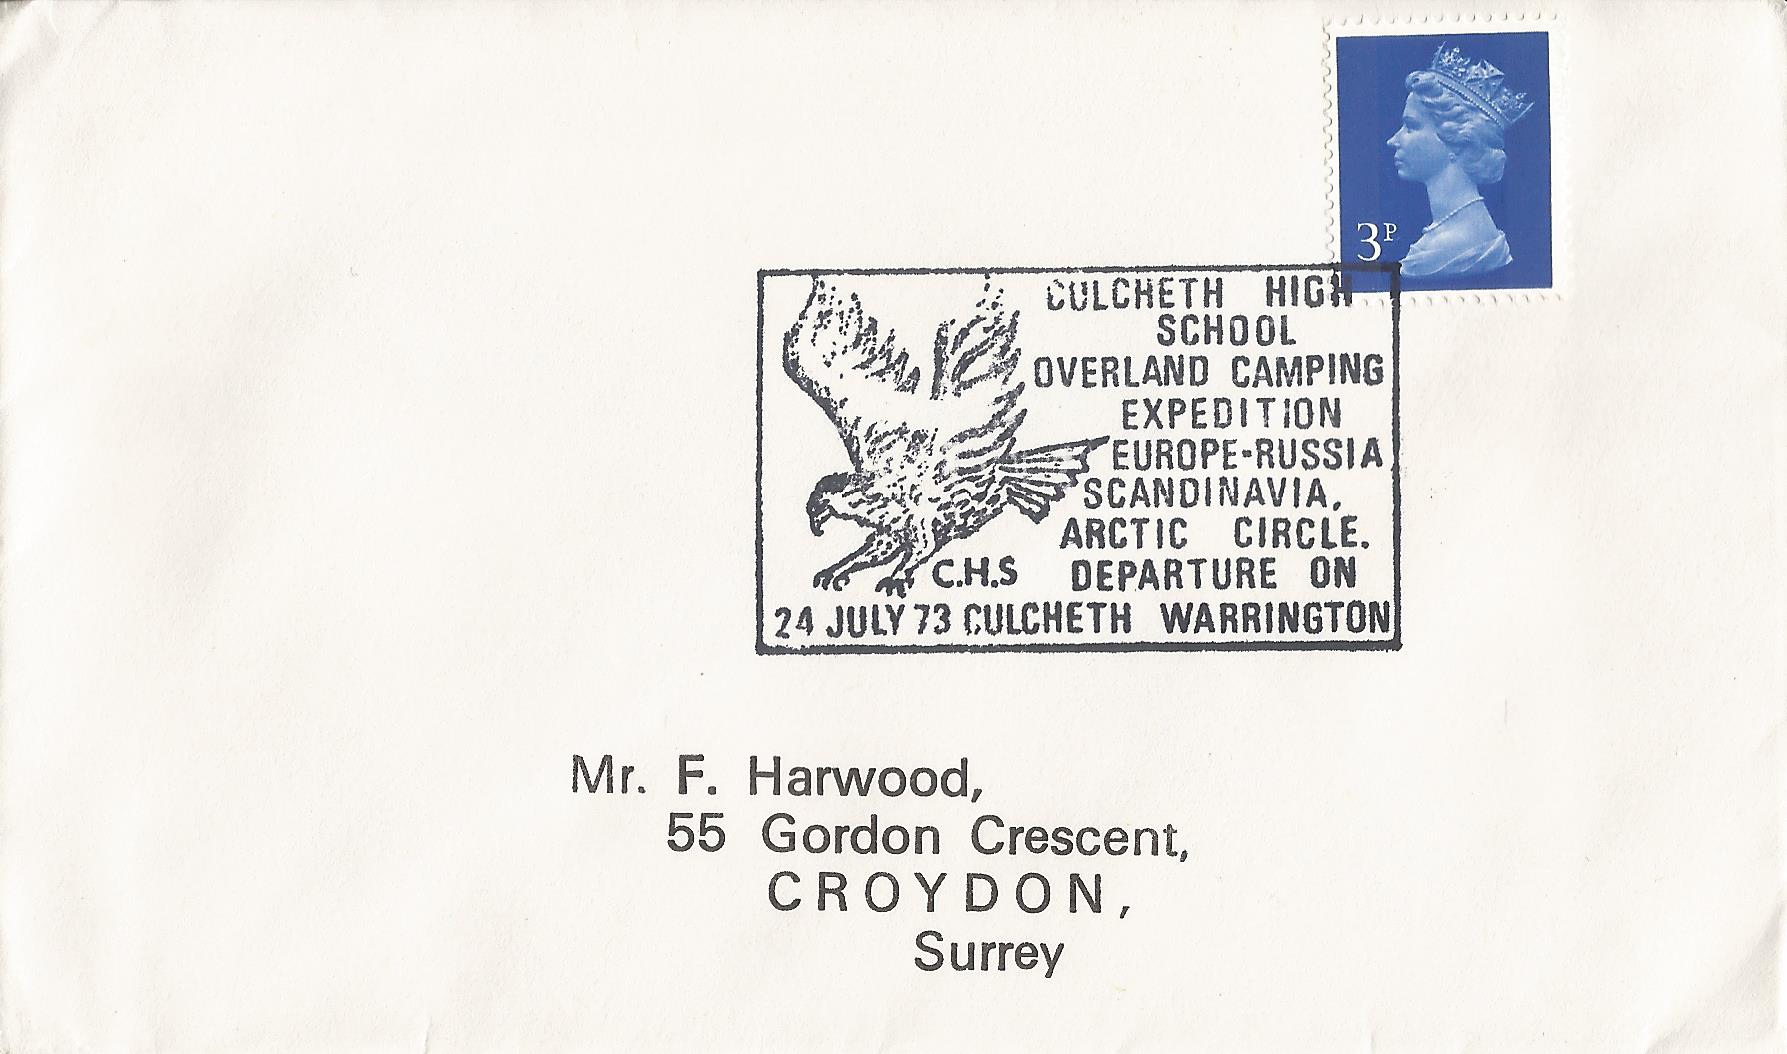 3P
CULCHETH HIGH
SCHOOL
OVERLAND CAMPING
EXPEDITION
EUROPE-RUSSIA
SCANDINAVIA,
ARCTIC CIRCLE.
C.H.S DEPARTURE ON
24 JULY 73 CULCHETH WARRINGTON
Mr. F. Harwood,
55 Gordon Crescent,
CROYDON,
Surrey